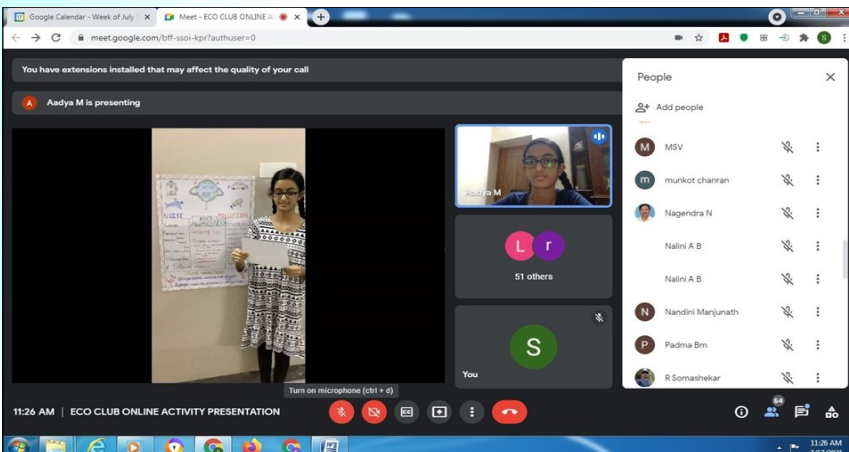 Google Calendar - Week of July
Meet - ECO CLUB ONLINE A
meet.google.com/bff-ssoi-kpr?authuser=0
S
You have extensions installed that may affect the quality of your call
A Aadya M is presenting
NOISE POLLUTION
Aadya M
L r
51 others
S
You
Turn on microphone (ctrl + d)
People
Add people
M MSV
m munkot chanran
Nagendra N
Nalini A B
Nalini A B
N Nandini Manjunath
P Padma Bm
R Somashekar
11:26 AM | ECO CLUB ONLINE ACTIVITY PRESENTATION
CC
54
11:26 AM